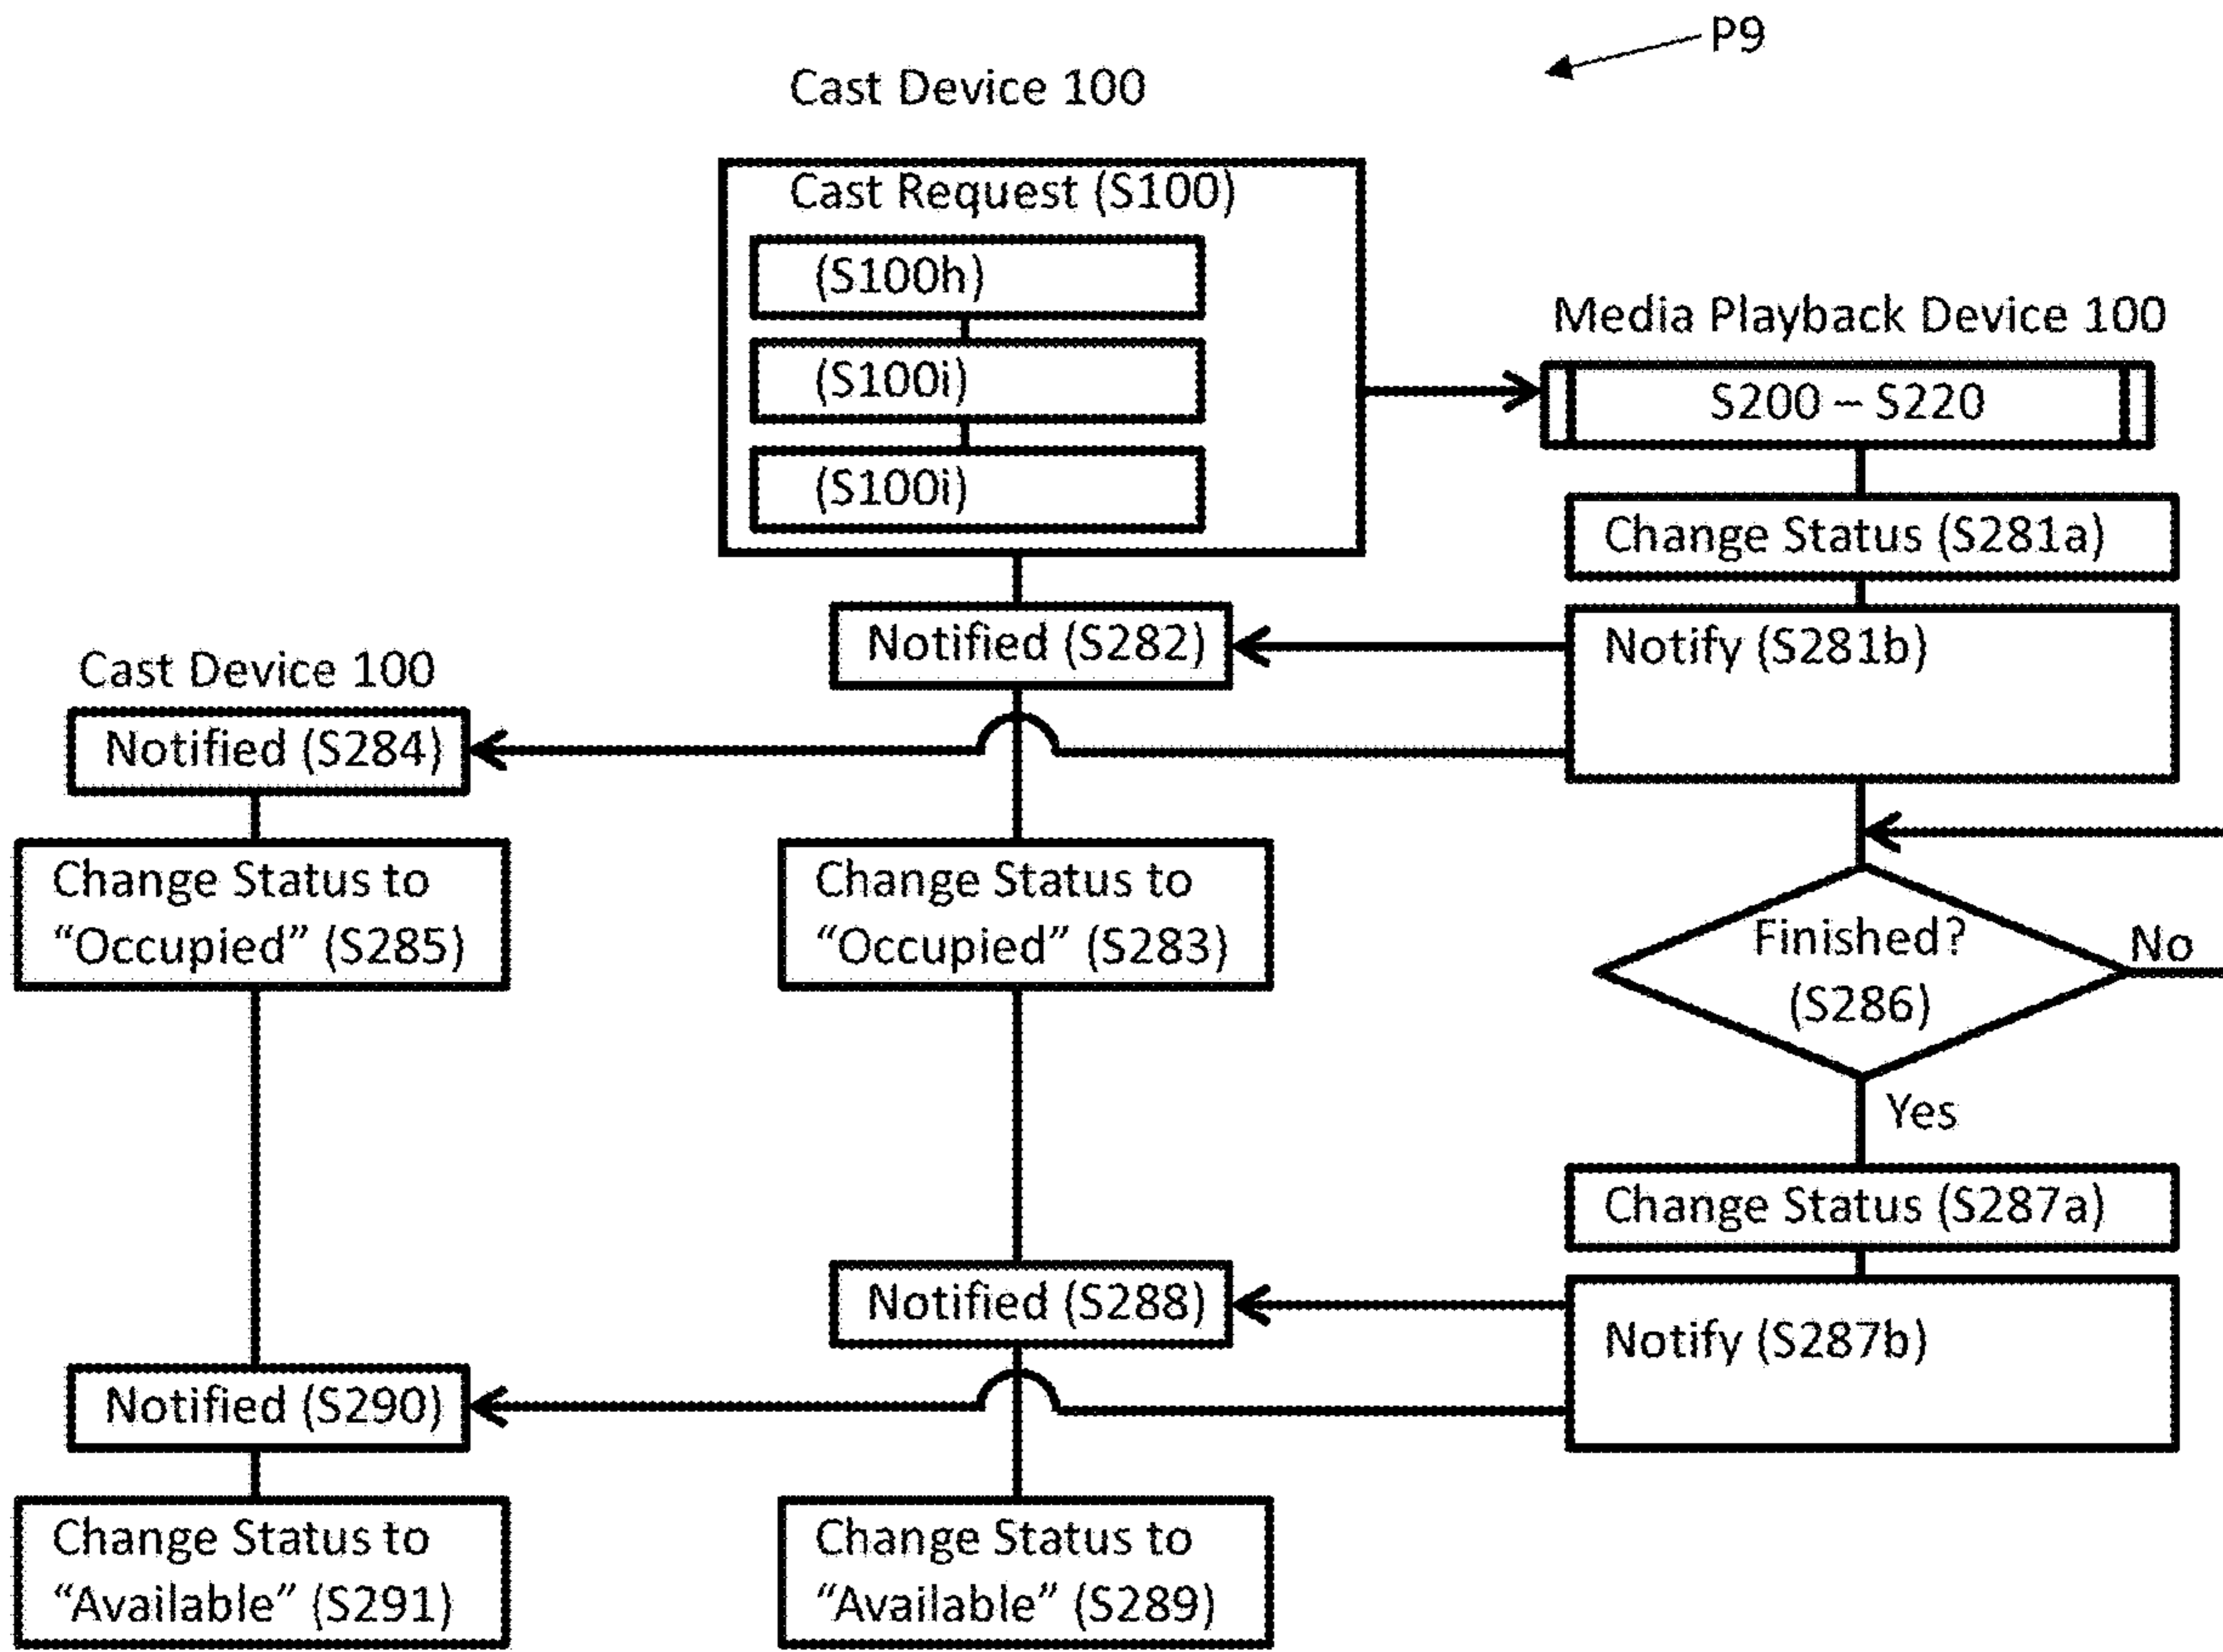 P9
Cast Device 100
Cast Request (S100)
(S100h)
(S100i)
(S100i)
Media Playback Device 100
S200 – S220
Change Status (S281a)
Notified (S282)
Notify (S281b)
Cast Device 100
Notified (S284)
Change Status to
“Occupied” (S285)
Change Status to
“Occupied” (S283)
Finished?
(S286)
No
Yes
Change Status (S287a)
Notified (S288)
Notify (S287b)
Notified (S290)
Change Status to
“Available” (S291)
Change Status to
“Available” (S289)